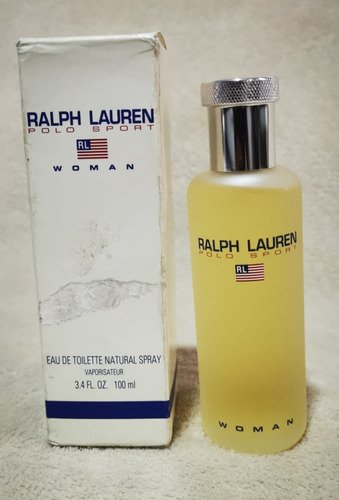 RALPH LAUREN
POLO SPORT
RL
WOMAN
EAU DE TOILETTE NATURAL SPRAY
VAPORISATEUR
3.4 FL. OZ. 100 ml
RALPH LAUREN
POLO SPORT
RL
WOMAN